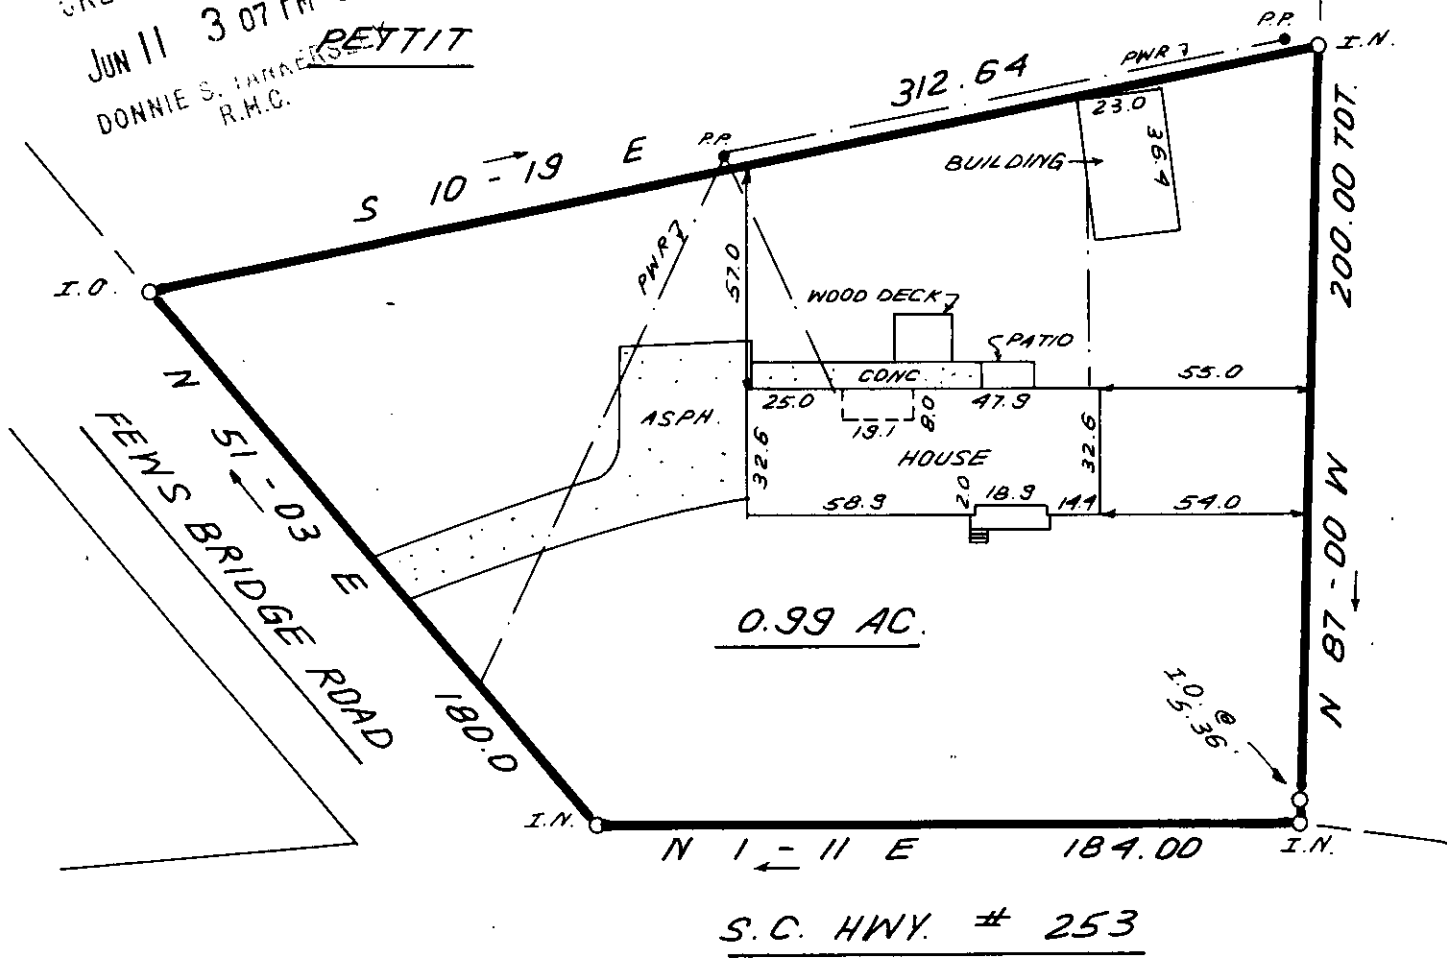 JUN 11 3 07 PM
DONNIE S. TANKERSLEY
R.M.C.
PETTIT
P.P.
I.N.
PWR
312.64
P.P.
23.0
36.4
BUILDING
200.00 TOT.
S 10 - 19 E
PWR
57.0
I.O.
WOOD DECK
PATIO
CONC.
55.0
25.0
19.1
8.0
47.9
ASPH.
32.6
HOUSE
32.6
58.9
2.0
18.9
14.4
54.0
N 51 - 03 E
180.0
FEWS BRIDGE ROAD
0.99 AC.
N 87 - 00 W
I.O. @
5.36'
I.N.
N 1 - 11 E
184.00
I.N.
S.C. HWY. # 253